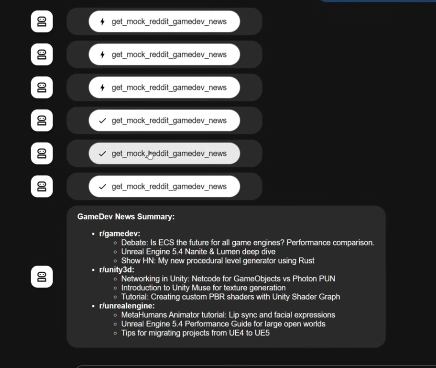 get_mock_reddit_gamedev_news
get_mock_reddit_gamedev_news
get_mock_reddit_gamedev_news
get_mock_reddit_gamedev_news
get_mock_reddit_gamedev_news
get_mock_reddit_gamedev_news
GameDev News Summary:
r/gamedev:
Debate: Is ECS the future for all game engines? Performance comparison.
Unreal Engine 5.4 Nanite & Lumen deep dive
Show HN: My new procedural level generator using Rust
r/unity3d:
Networking in Unity: Netcode for GameObjects vs Photon PUN
Introduction to Unity Muse for texture generation
Tutorial: Creating custom PBR shaders with Unity Shader Graph
r/unrealengine:
MetaHumans Animator tutorial: Lip sync and facial expressions
Unreal Engine 5.4 Performance Guide for large open worlds
Tips for migrating projects from UE4 to UE5